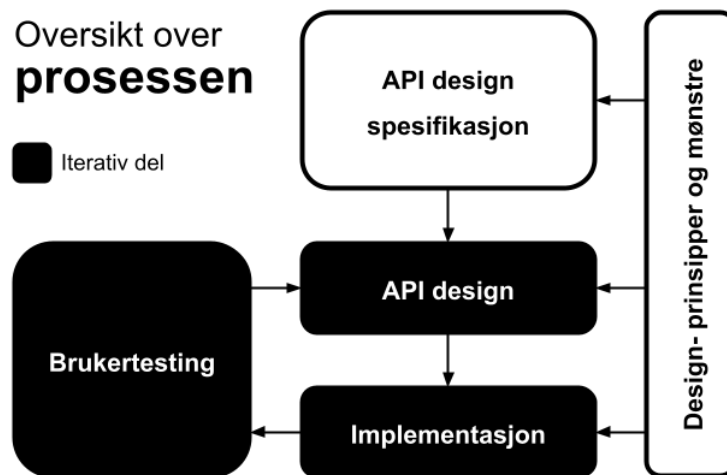 Oversikt over
prosessen
Iterativ del
API design
spesifikasjon
API design
Brukertesting
Implementasjon
Design- prinsipper og mønstre